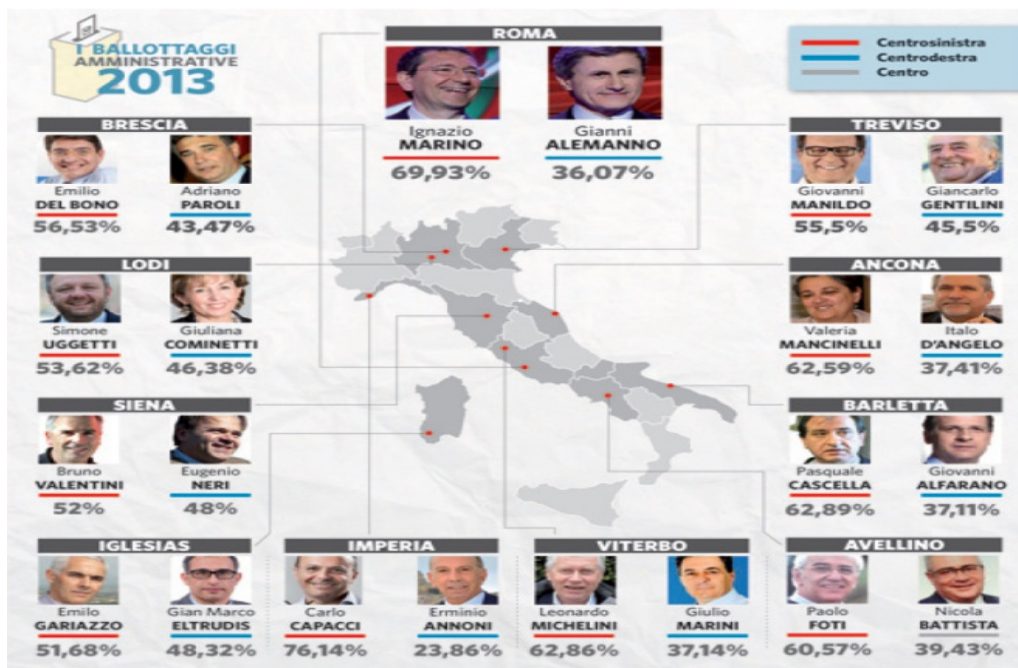 I BALLOTTAGGI
AMMINISTRATIVE
2013
ROMA
Ignazio
MARINO
69,93%
Gianni
ALEMANNO
36,07%
Centrosinistra
Centrodestra
Centro
BRESCIA
Emilio
DEL BONO
56,53%
Adriano
PAROLI
43,47%
TREVISO
Giovanni
MANILDO
55,5%
Giancarlo
GENTILINI
45,5%
LODI
Simone
UGGETTI
53,62%
Giuliana
COMINETTI
46,38%
ANCONA
Valeria
MANCINELLI
62,59%
Italo
D'ANGELO
37,41%
SIENA
Bruno
VALENTINI
52%
Eugenio
NERI
48%
BARLETTA
Pasquale
CASCELLA
62,89%
Giovanni
ALFARANO
37,11%
IGLESIAS
Emilo
GARIAZZO
51,68%
Gian Marco
ELTRUDIS
48,32%
IMPERIA
Carlo
CAPACCI
76,14%
Erminio
ANNONI
23,86%
VITERBO
Leonardo
MICHELINI
62,86%
Giulio
MARINI
37,14%
AVELLINO
Paolo
FOTI
60,57%
Nicola
BATTISTA
39,43%